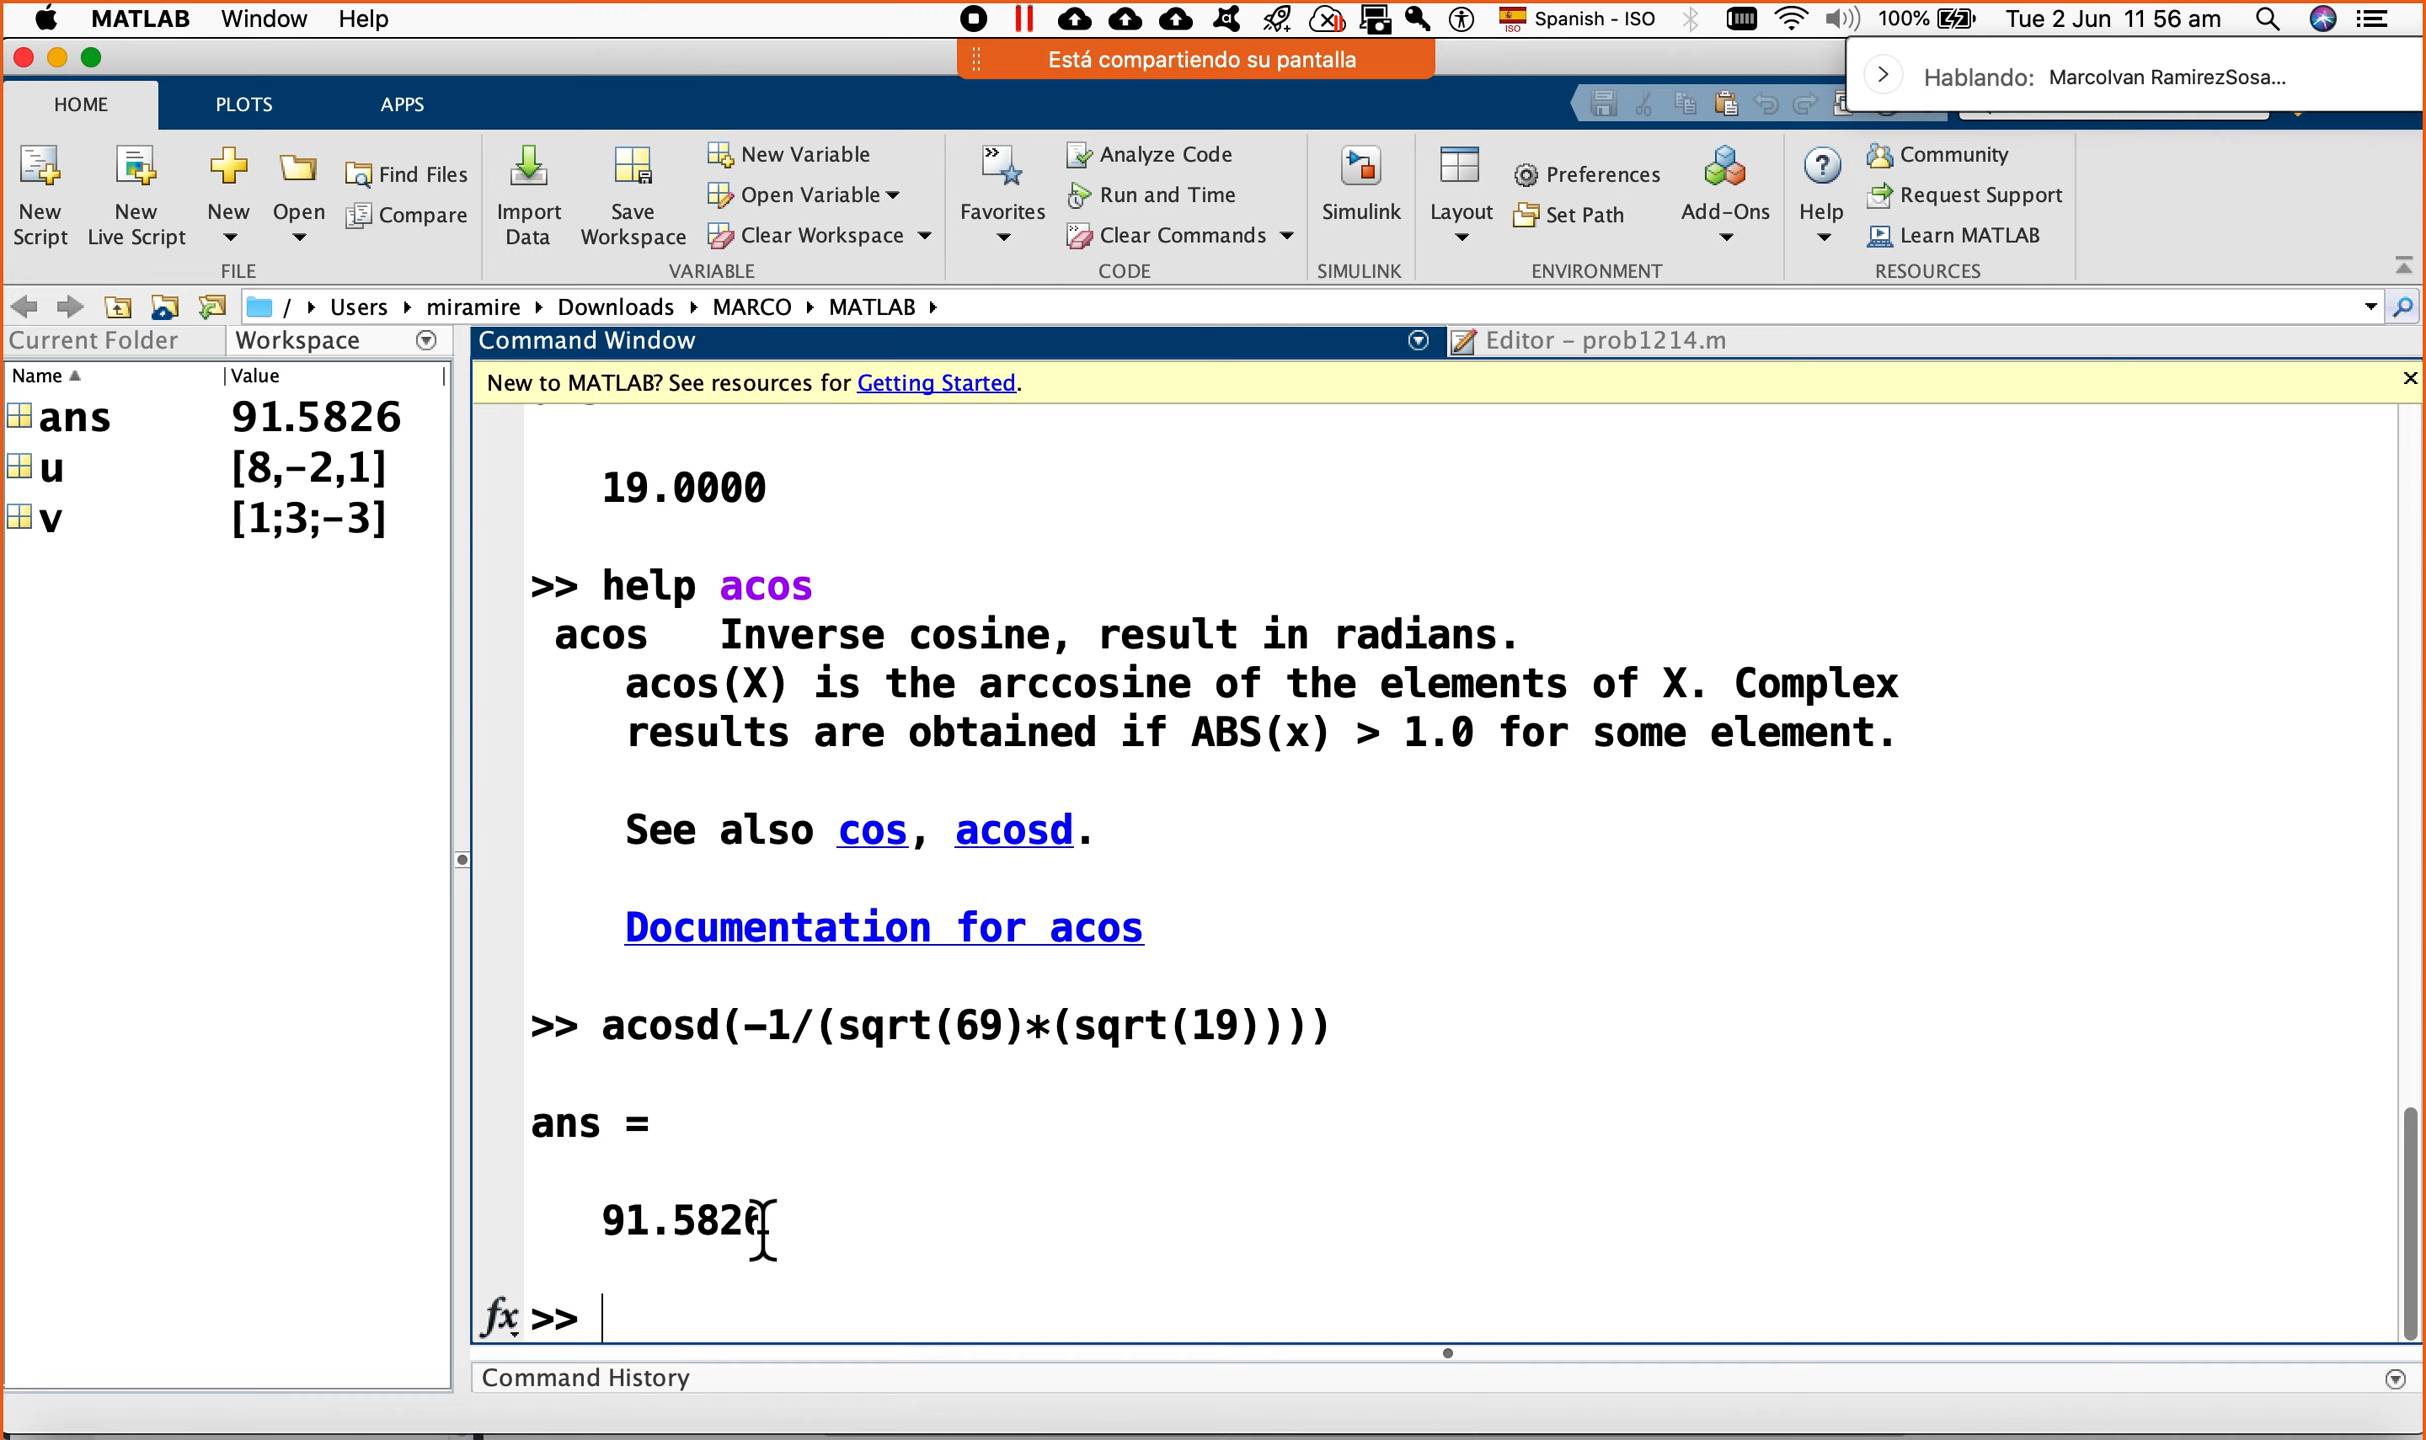 MATLAB Window Help
Spanish - ISO
100%
Tue 2 Jun 11 56 am
Está compartiendo su pantalla
Hablando: MarcoIvan RamirezSosa...
HOME PLOTS APPS
New Script
New Live Script
New
Open
Find Files
Compare
FILE
Import Data
Save Workspace
New Variable
Open Variable
Clear Workspace
VARIABLE
Favorites
Analyze Code
Run and Time
Clear Commands
CODE
Simulink
SIMULINK
Layout
Preferences
Set Path
Add-Ons
ENVIRONMENT
Help
Community
Request Support
Learn MATLAB
RESOURCES
/ Users miramire Downloads MARCO MATLAB
Current Folder
Workspace
Name Value
ans 91.5826
u [8,-2,1]
v [1;3;-3]
Command Window
Editor - prob1214.m
New to MATLAB? See resources for Getting Started.
19.0000
>> help acos
acos Inverse cosine, result in radians.
acos(X) is the arccosine of the elements of X. Complex
results are obtained if ABS(x) > 1.0 for some element.
See also cos, acosd.
Documentation for acos
>> acosd(-1/(sqrt(69)*(sqrt(19))))
ans =
91.5826
fx >>
Command History